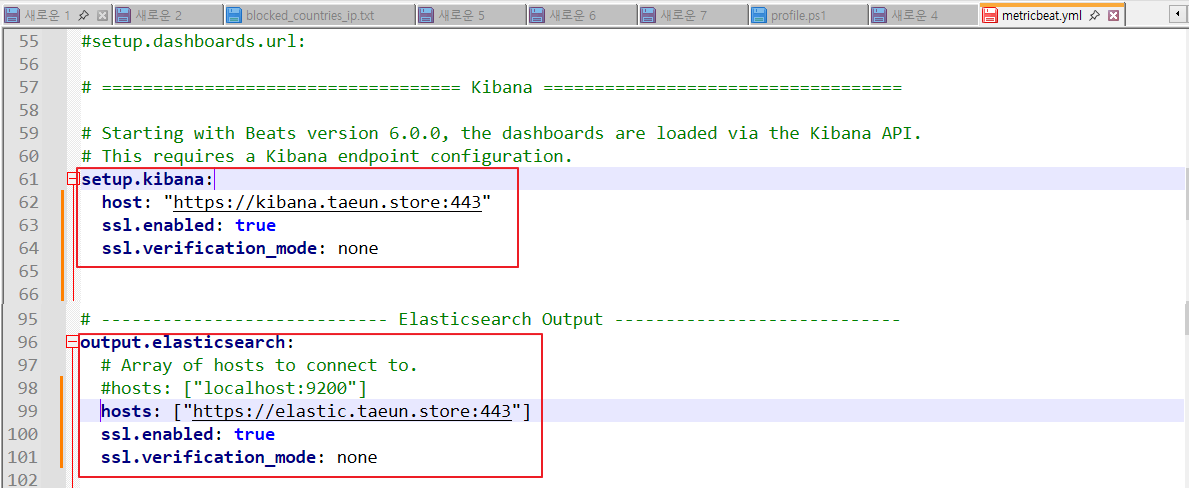 새로운 1 새로운 2 blocked_countries_ip.txt 새로운 5 새로운 6 새로운 7 profile.ps1 새로운 4 metricbeat.yml
55 #setup.dashboards.url:
56
57 # =================================== Kibana ===================================
58
59 # Starting with Beats version 6.0.0, the dashboards are loaded via the Kibana API.
60 # This requires a Kibana endpoint configuration.
61 setup.kibana:
62 host: "https://kibana.taeun.store:443"
63 ssl.enabled: true
64 ssl.verification_mode: none
65
66
95 # ---------------------------- Elasticsearch Output ----------------------------
96 output.elasticsearch:
97 # Array of hosts to connect to.
98 #hosts: ["localhost:9200"]
99 hosts: ["https://elastic.taeun.store:443"]
100 ssl.enabled: true
101 ssl.verification_mode: none
102